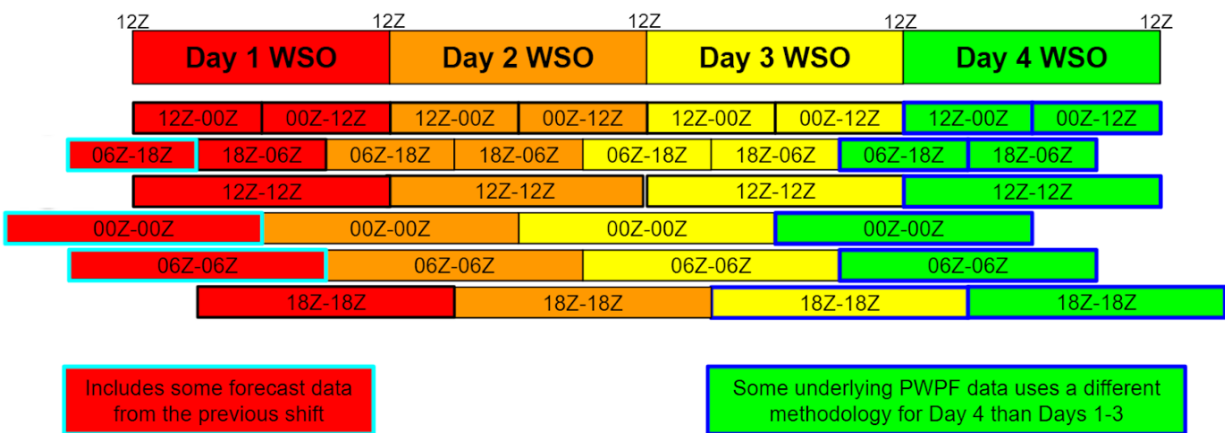 12Z 12Z 12Z 12Z 12Z
Day 1 WSO Day 2 WSO Day 3 WSO Day 4 WSO
12Z-00Z 00Z-12Z 12Z-00Z 00Z-12Z 12Z-00Z 00Z-12Z 12Z-00Z 00Z-12Z
06Z-18Z 18Z-06Z 06Z-18Z 18Z-06Z 06Z-18Z 18Z-06Z 06Z-18Z 18Z-06Z
12Z-12Z 12Z-12Z 12Z-12Z 12Z-12Z
00Z-00Z 00Z-00Z 00Z-00Z 00Z-00Z
06Z-06Z 06Z-06Z 06Z-06Z 06Z-06Z
18Z-18Z 18Z-18Z 18Z-18Z 18Z-18Z
Includes some forecast data
from the previous shift
Some underlying PWPF data uses a different
methodology for Day 4 than Days 1-3